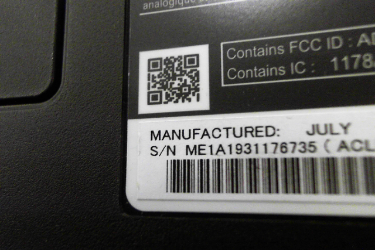 analogique
Contains FCC ID : A
Contains IC : 1178
MANUFACTURED: JULY
S/N ME1A1931176735 ( ACL